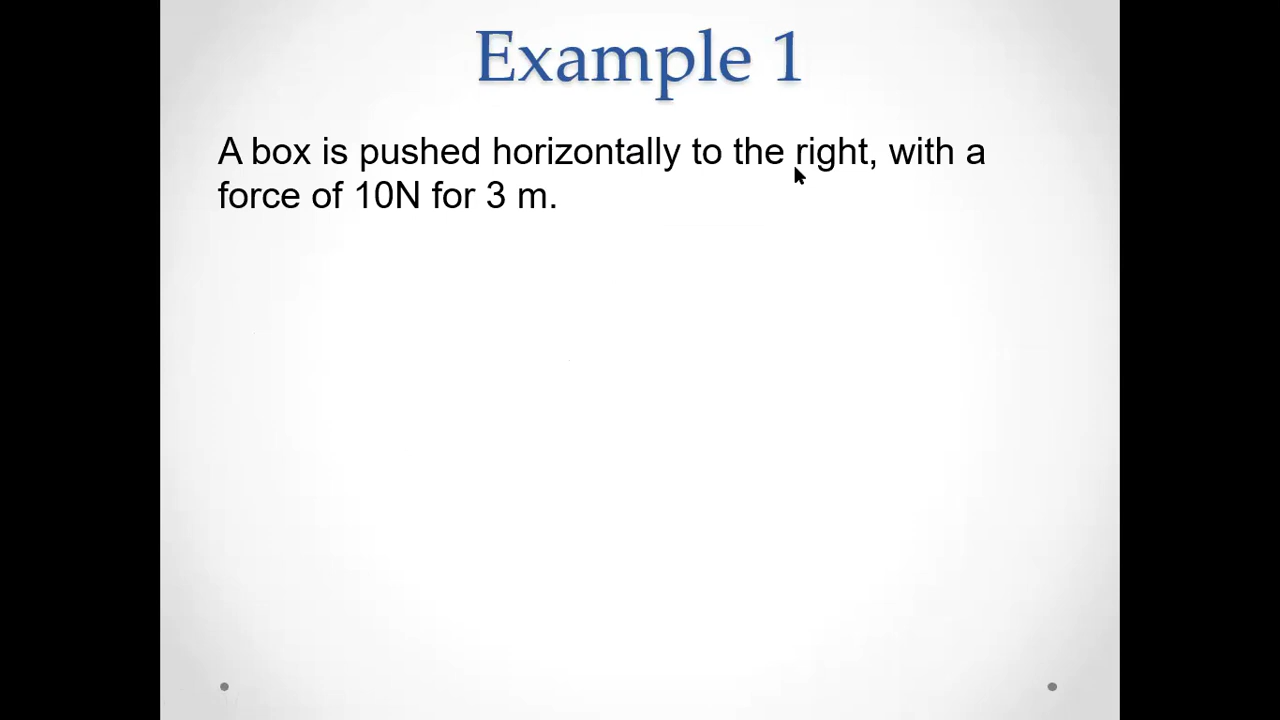 Example 1
A box is pushed horizontally to the right, with a
force of 10N for 3 m.